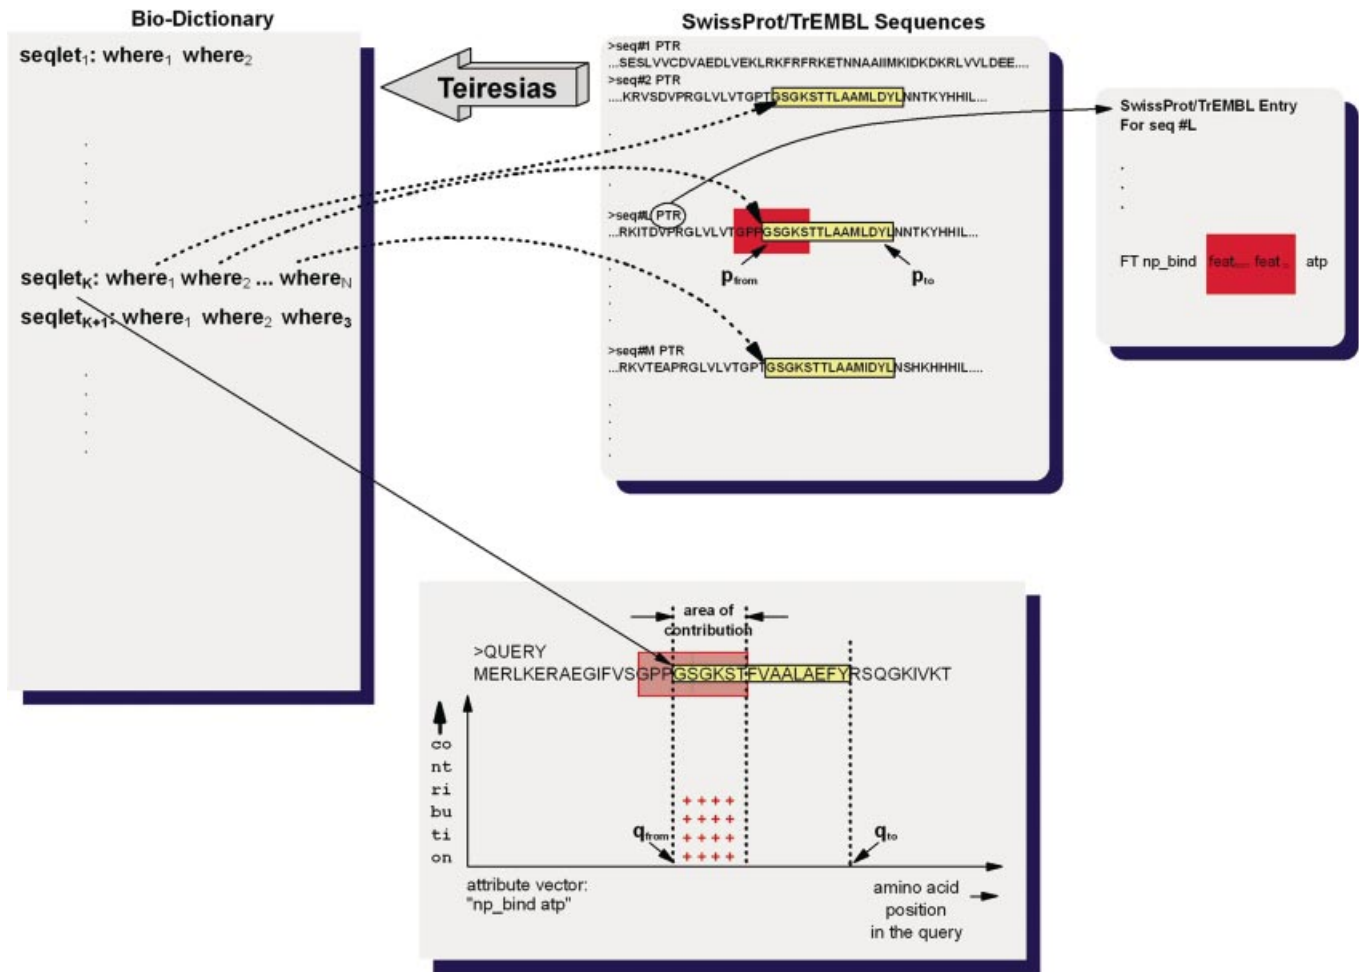 Bio-Dictionary
seqlet1: where1 where2
seqletK: where1 where2 ... whereN
seqletK+1: where1 where2 where3
Teiresias
SwissProt/TrEMBL Sequences
>seq#1 PTR
...SESLVVCDVAEDLVEKLRKFRFRKETNNAAIIMKIDKDKRLVVLDEE....
>seq#2 PTR
....KRVSDVPRGLVLVTGPTGSGKSTTLAAMLDYLNNTKYHHIL...
>seq#L PTR
...RKITDVPRGLVLVTGPPGSGKSTTLAAMLDYLNNTKYHHIL...
pfrom
pto
>seq#M PTR
...RKVTEAPRGLVLVTGPTGSGKSTTLAAMIDYLNSHKHHHIL....
SwissProt/TrEMBL Entry
For seq #L
FT np_bind feat feat atp
area of
contribution
>QUERY
MERLKERAEGIFVSGPPGSGKSTFVAALAEFYRSQGKIVKT
co
nt
ri
bu
ti
on
qfrom
++++
++++
++++
++++
qto
attribute vector:
"np_bind atp"
amino acid
position
in the query